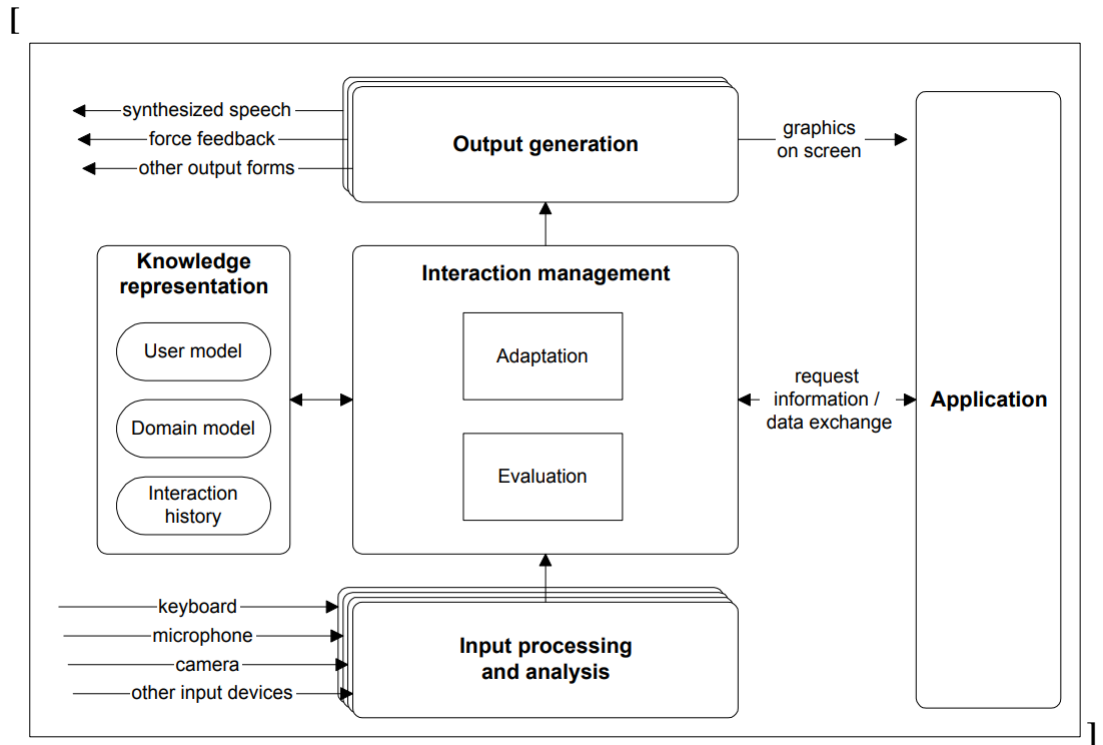 [
synthesized speech
force feedback
other output forms
Output generation
graphics
on screen
Knowledge
representation
User model
Domain model
Interaction
history
Interaction management
Adaptation
Evaluation
request
information /
data exchange
Application
keyboard
microphone
camera
other input devices
Input processing
and analysis
]